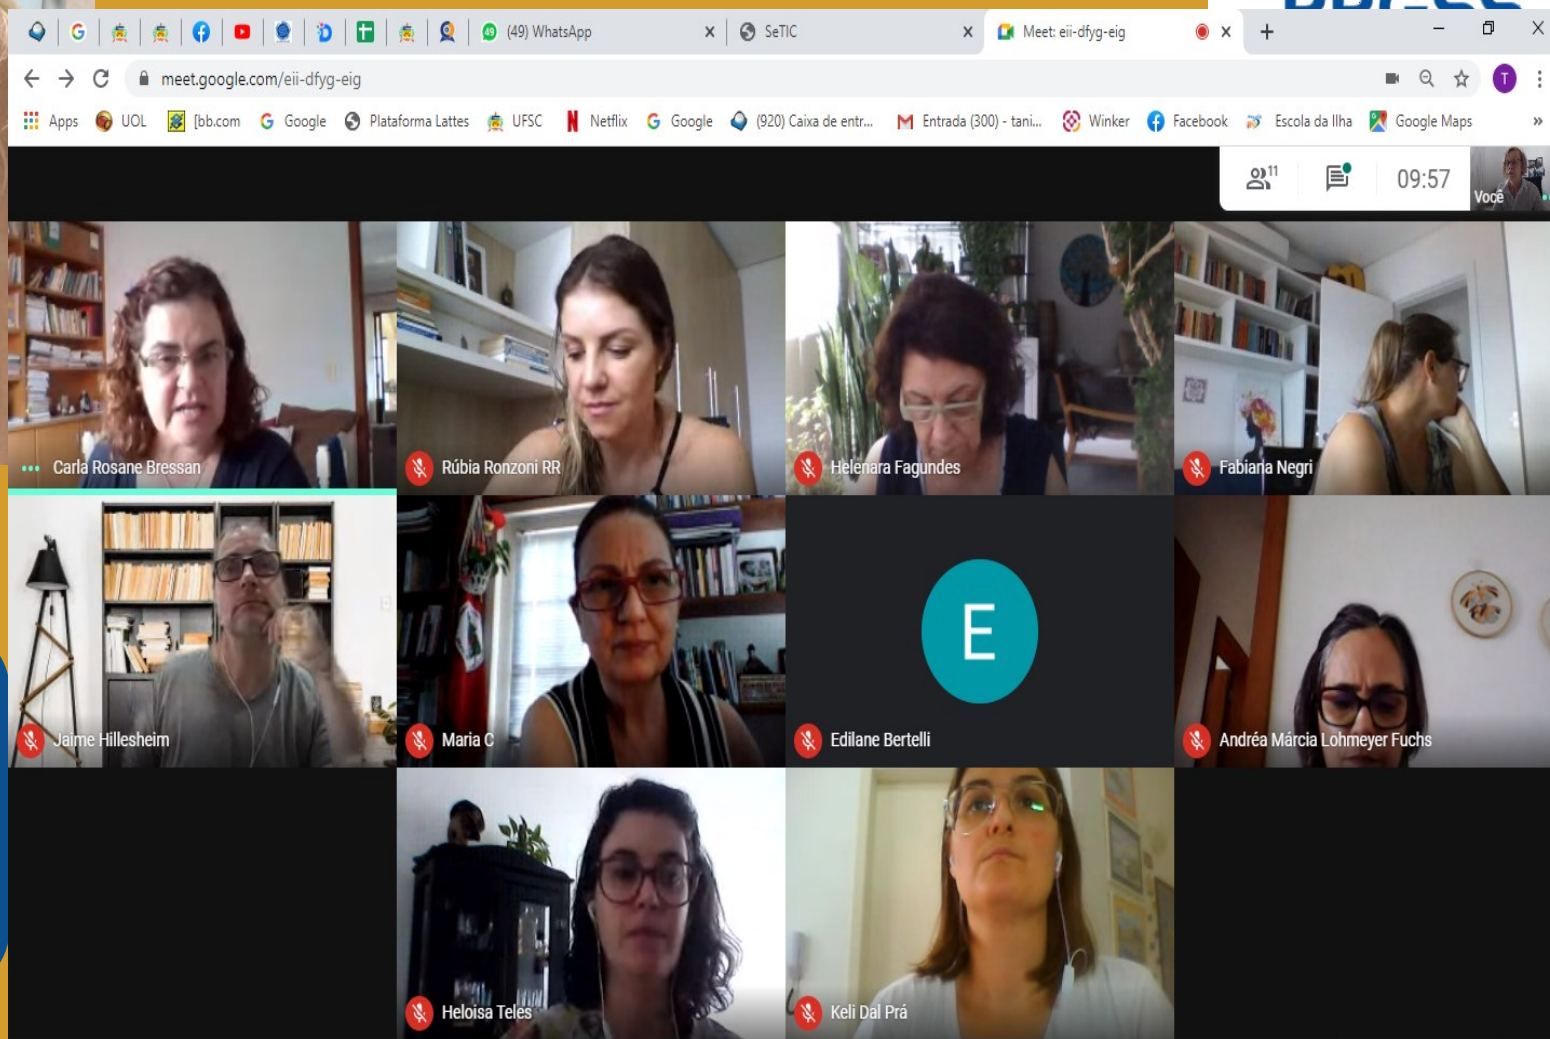 (49) WhatsApp
SeTIC
Meet: eii-dfyg-eig
meet.google.com/eii-dfyg-eig
T
Apps UOL [bb.com Google Plataforma Lattes UFSC Netflix Google (920) Caixa de entr... Entrada (300) - tani... Winker Facebook Escola da Ilha Google Maps »
11
09:57
Você
Carla Rosane Bressan
Rúbia Ronzoni RR
Helenara Fagundes
Fabiana Negri
Jaime Hillesheim
Maria C
E
Edilane Bertelli
Andréa Márcia Lohmeyer Fuchs
Heloisa Teles
Keli Dal Prá